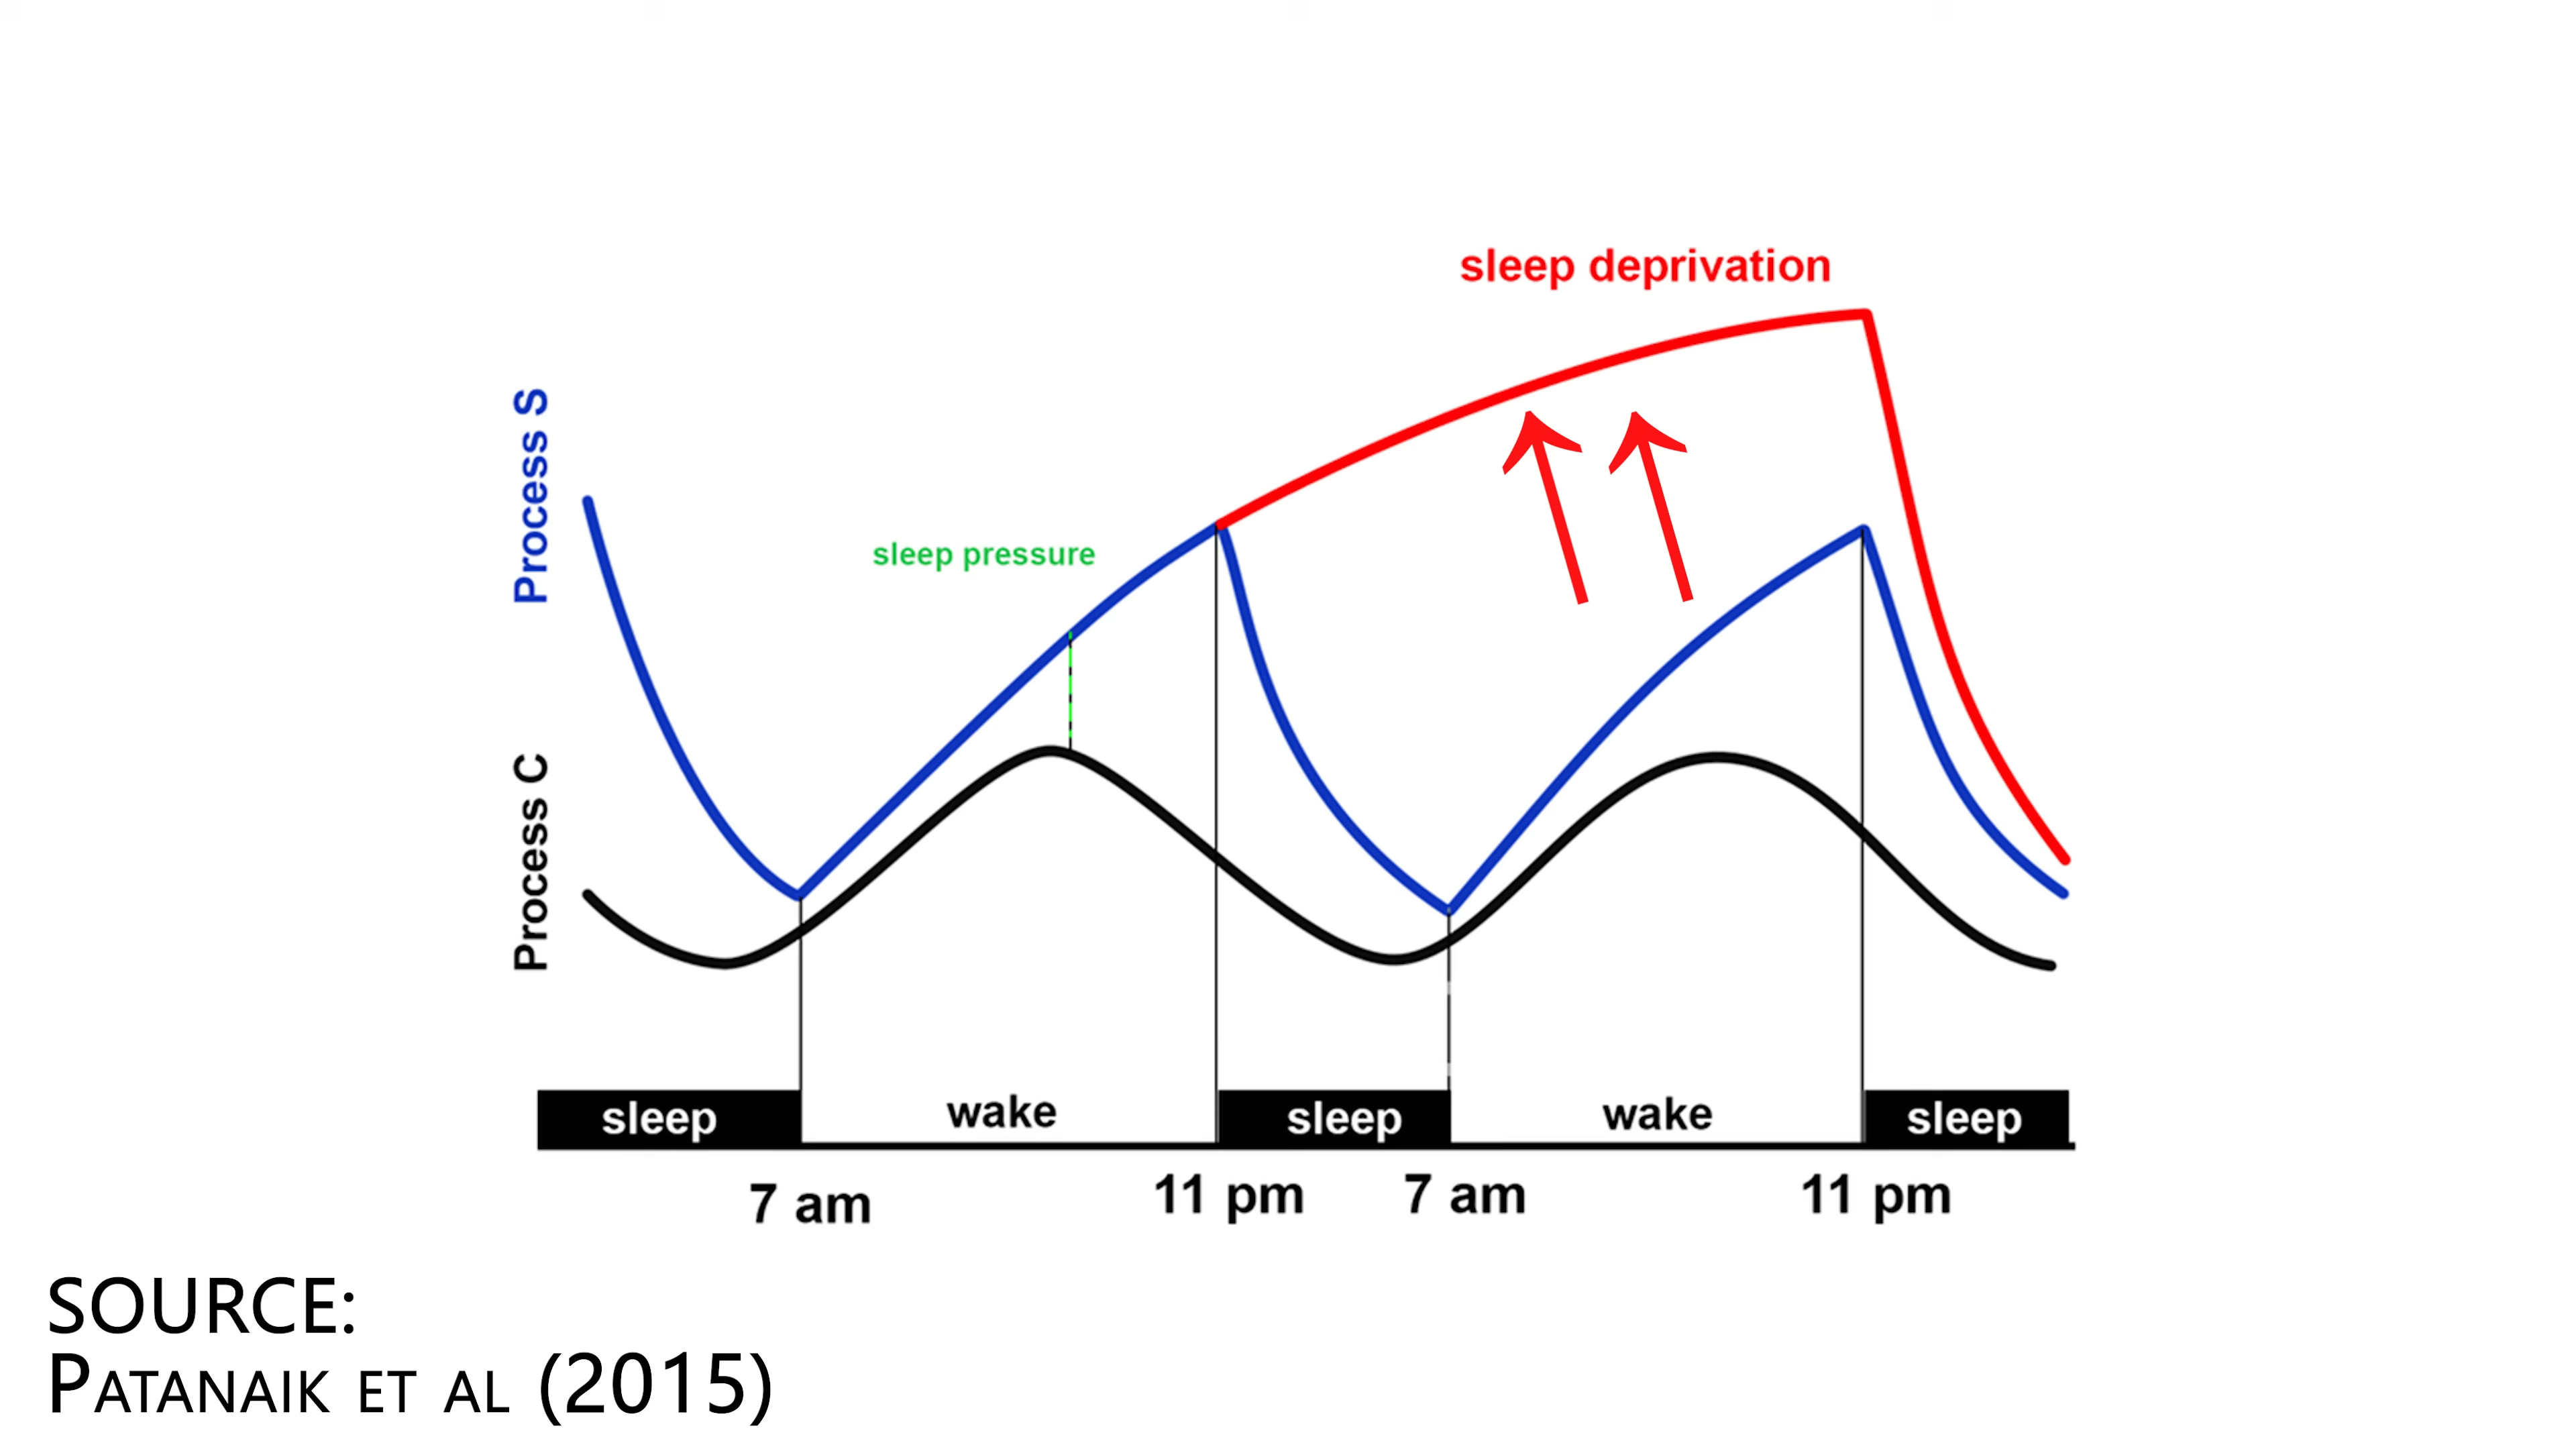 sleep deprivation
Process S
sleep pressure
Process C
sleep
wake
sleep
wake
sleep
7 am
11 pm
7 am
11 pm
SOURCE:
PATANAIK ET AL (2015)